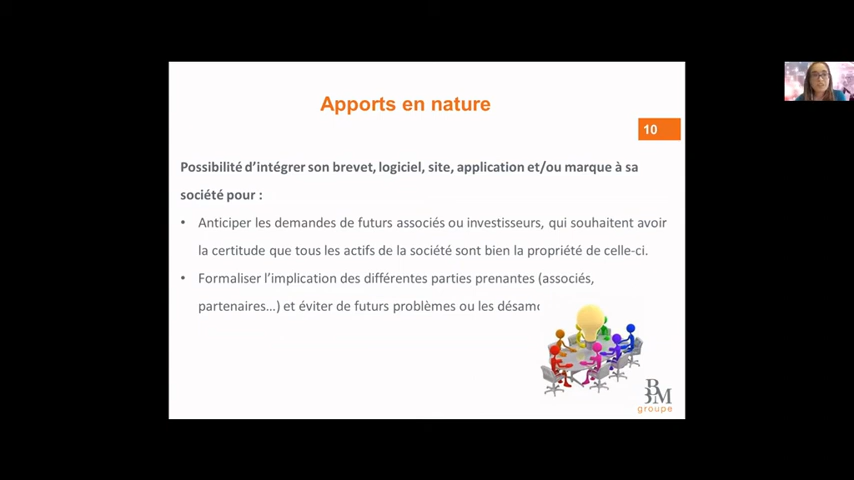 Apports en nature
10
Possibilité d'intégrer son brevet, logiciel, site, application et/ou marque à sa
société pour :
• Anticiper les demandes de futurs associés ou investisseurs, qui souhaitent avoir
la certitude que tous les actifs de la société sont bien la propriété de celle-ci.
• Formaliser l'implication des différentes parties prenantes (associés,
partenaires...) et éviter de futurs problèmes ou les désamo
BM
groupe